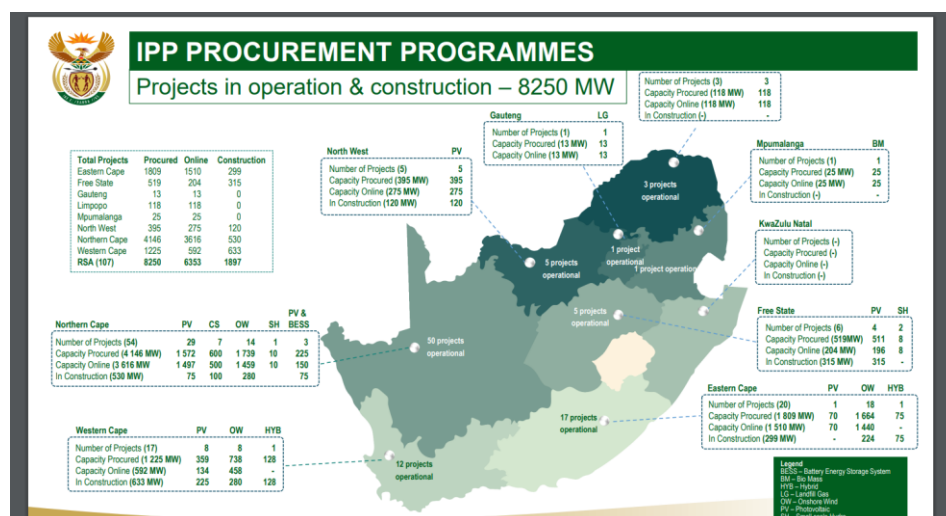 IPP PROCUREMENT PROGRAMMES
Projects in operation & construction – 8250 MW
Number of Projects (3) 3
Capacity Procured (118 MW) 118
Capacity Online (118 MW) 118
In Construction (-) -
Gauteng LG
Number of Projects (1) 1
Capacity Procured (13 MW) 13
Capacity Online (13 MW) 13
North West PV
Number of Projects (5) 5
Capacity Procured (395 MW) 395
Capacity Online (275 MW) 275
In Construction (120 MW) 120
Mpumalanga BM
Number of Projects (1) 1
Capacity Procured (25 MW) 25
Capacity Online (25 MW) 25
In Construction (-) -
Total Projects Procured Online Construction
Eastern Cape 1809 1510 299
Free State 519 204 315
Gauteng 13 13 0
Limpopo 118 118 0
Mpumalanga 25 25 0
North West 395 275 120
Northern Cape 4146 3616 530
Western Cape 1225 592 633
RSA (107) 8250 6353 1897
3 projects
operational
KwaZulu Natal
Number of Projects (-)
Capacity Procured (-)
Capacity Online (-)
In Construction (-)
1 project
operational
1 project operation
5 projects
operational
5 projects
operational
50 projects
operational
17 projects
operational
12 projects
operational
Northern Cape PV CS OW SH PV & BESS
Number of Projects (54) 29 7 14 1 3
Capacity Procured (4 146 MW) 1 572 600 1 739 10 225
Capacity Online (3 616 MW 1 497 500 1 459 10 150
In Construction (530 MW) 75 100 280 75
Free State PV SH
Number of Projects (6) 4 2
Capacity Procured (519MW) 511 8
Capacity Online (204 MW) 196 8
In Construction (315 MW) 315 -
Eastern Cape PV OW HYB
Number of Projects (20) 1 18 1
Capacity Procured (1 809 MW) 70 1 664 75
Capacity Online (1 510 MW) 70 1 440 -
In Construction (299 MW) - 224 75
Western Cape PV OW HYB
Number of Projects (17) 8 8 1
Capacity Procured (1 225 MW) 359 738 128
Capacity Online (592 MW) 134 458 -
In Construction (633 MW) 225 280 128
Legend
BESS – Battery Energy Storage System
BM – Bio Mass
HYB – Hybrid
LG – Landfill Gas
OW – Onshore Wind
PV – Photovoltaic